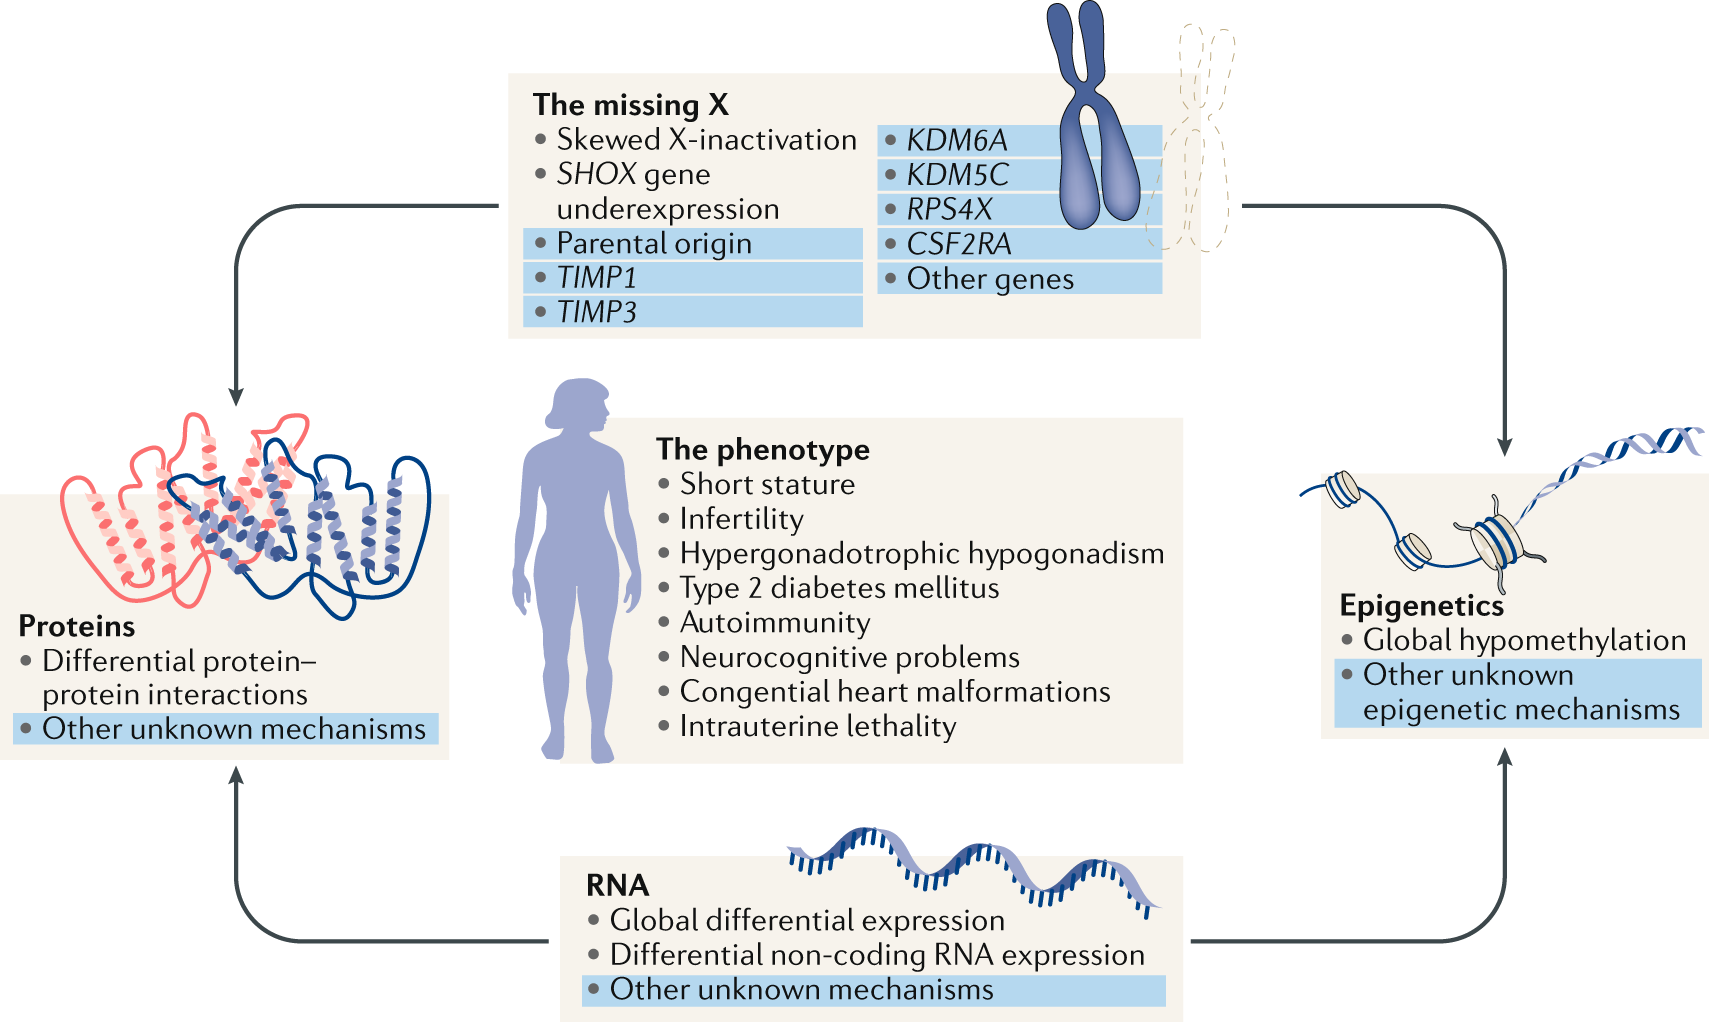 The missing X
• Skewed X-inactivation
• SHOX gene
underexpression
• Parental origin
• TIMP1
• TIMP3
• KDM6A
• KDM5C
• RPS4X
• CSF2RA
• Other genes
The phenotype
• Short stature
• Infertility
• Hypergonadotrophic hypogonadism
• Type 2 diabetes mellitus
• Autoimmunity
• Neurocognitive problems
• Congential heart malformations
• Intrauterine lethality
Proteins
• Differential protein–
protein interactions
• Other unknown mechanisms
Epigenetics
• Global hypomethylation
• Other unknown
epigenetic mechanisms
RNA
• Global differential expression
• Differential non-coding RNA expression
• Other unknown mechanisms